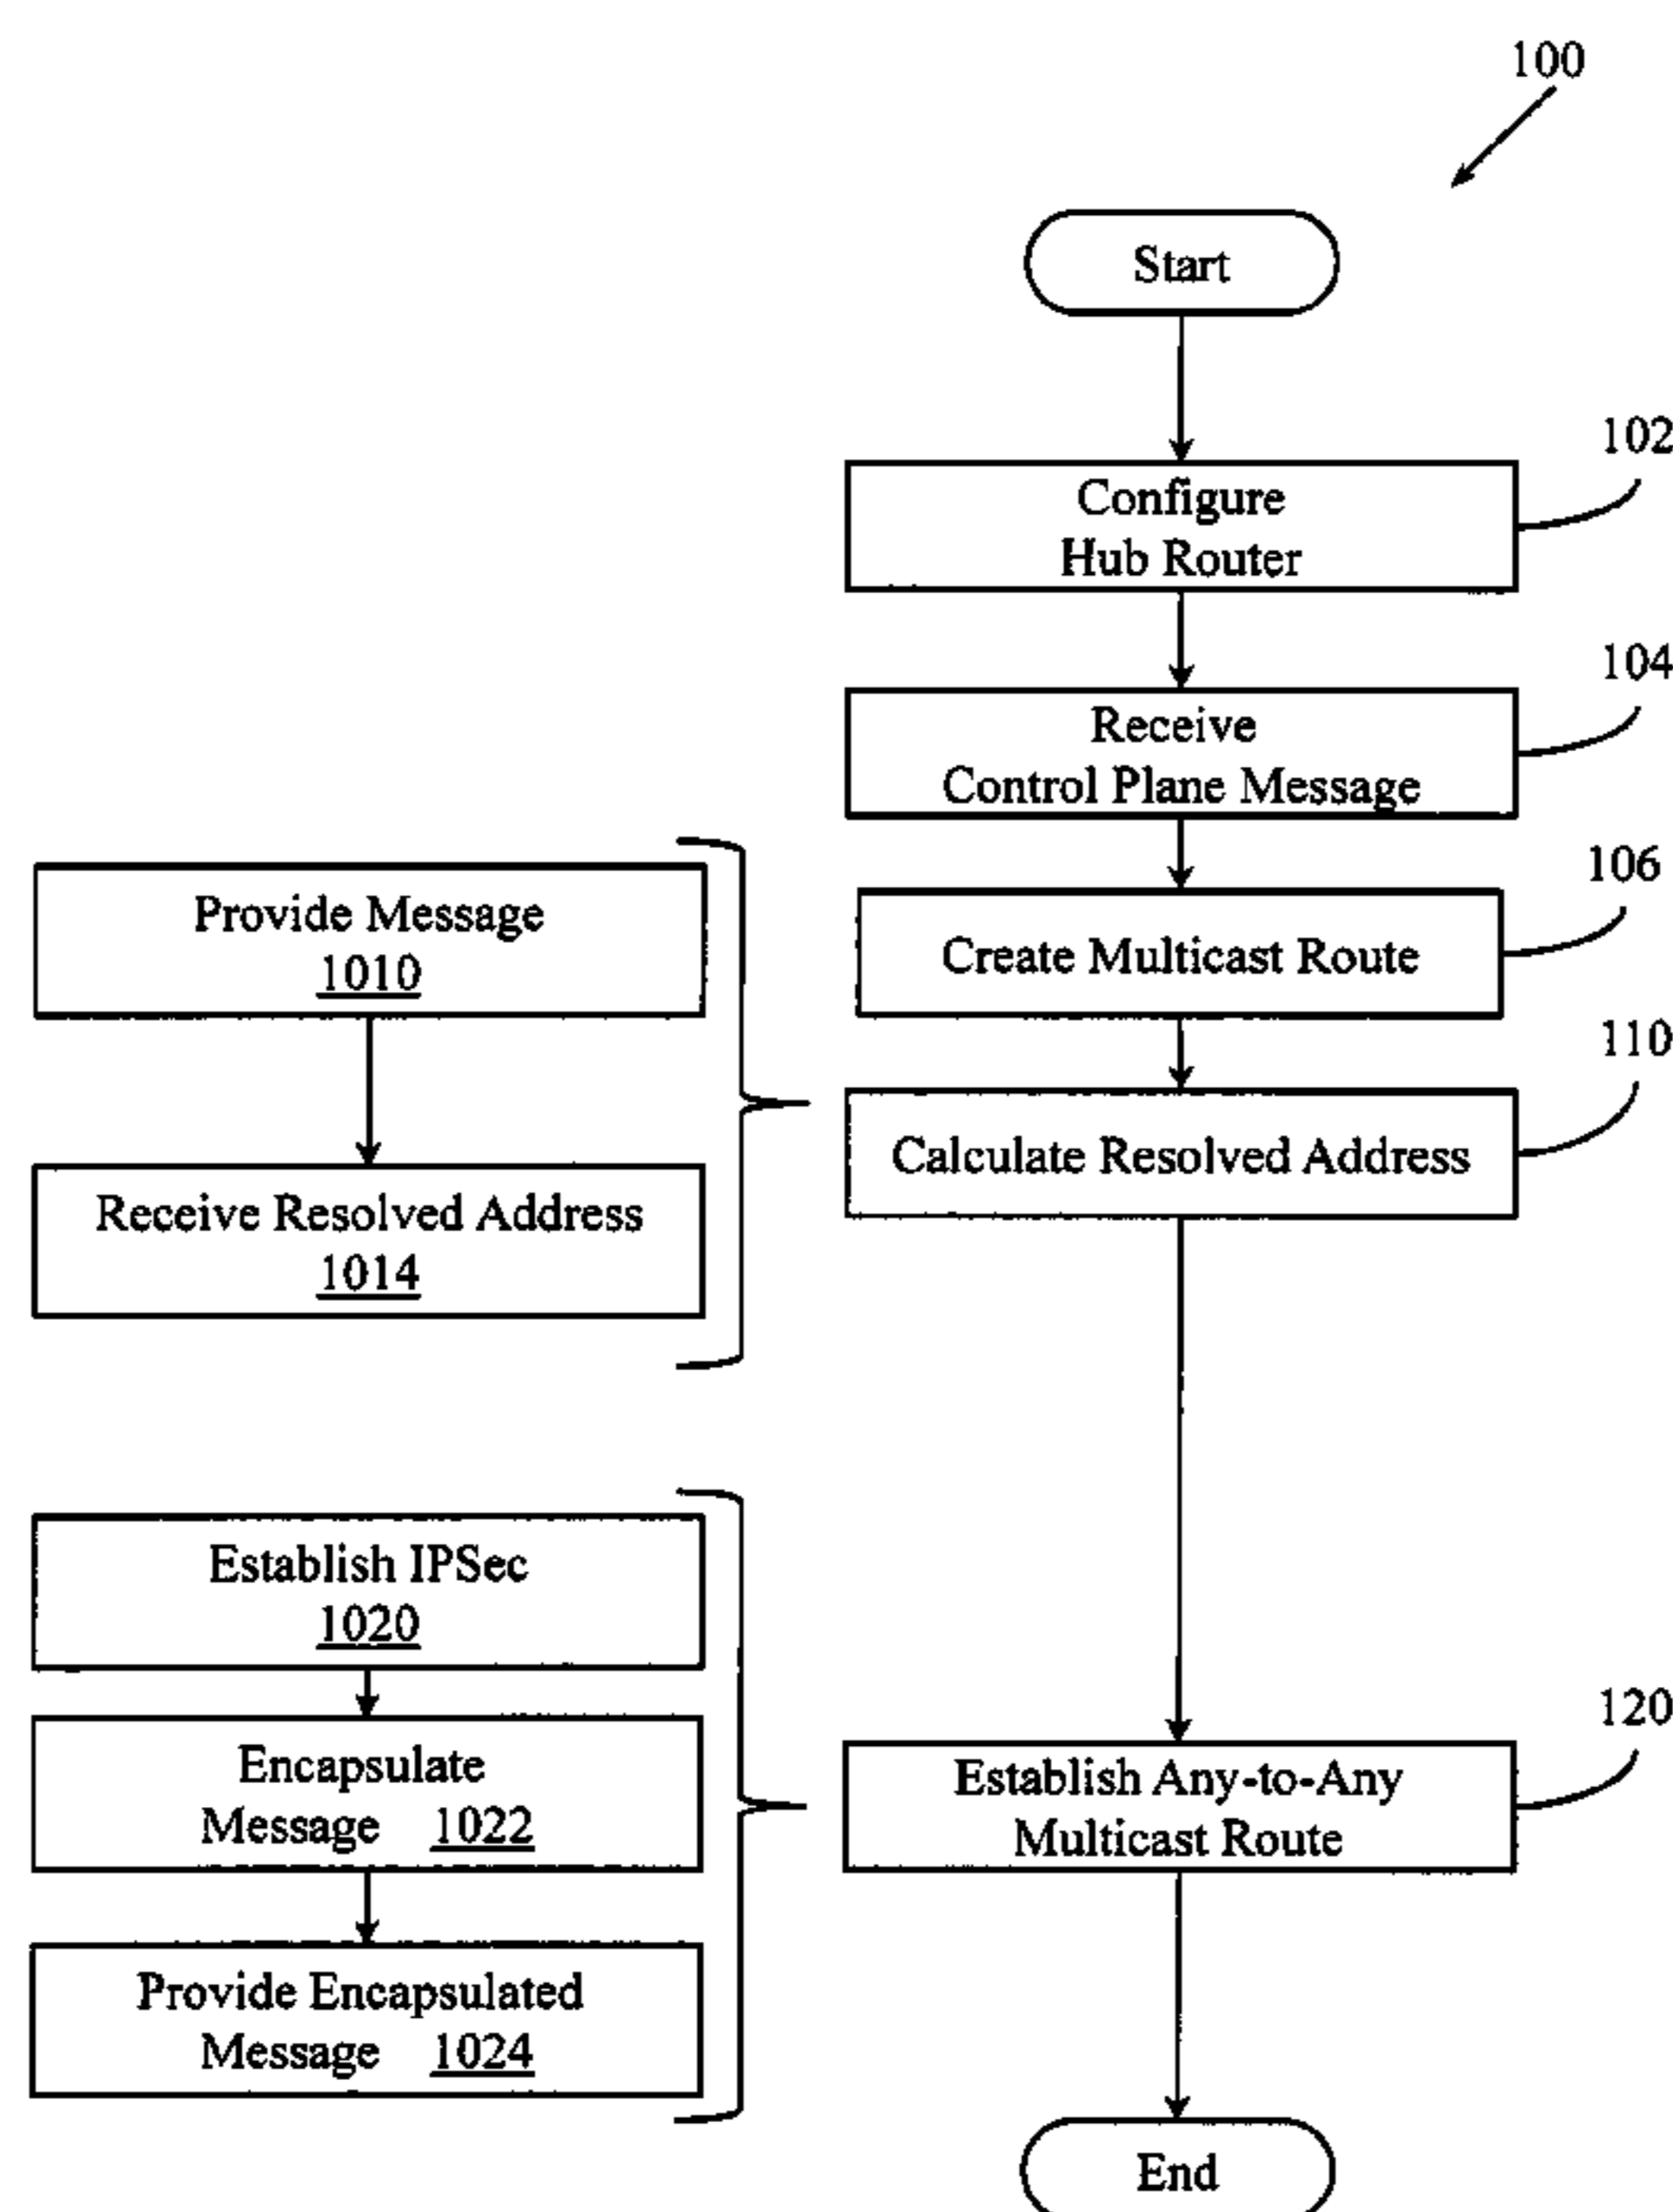 100
Start
102
Configure
Hub Router
104
Receive
Control Plane Message
106
Create Multicast Route
110
Calculate Resolved Address
Provide Message
1010
Receive Resolved Address
1014
Establish IPSec
1020
Encapsulate
Message 1022
Provide Encapsulated
Message 1024
120
Establish Any-to-Any
Multicast Route
End